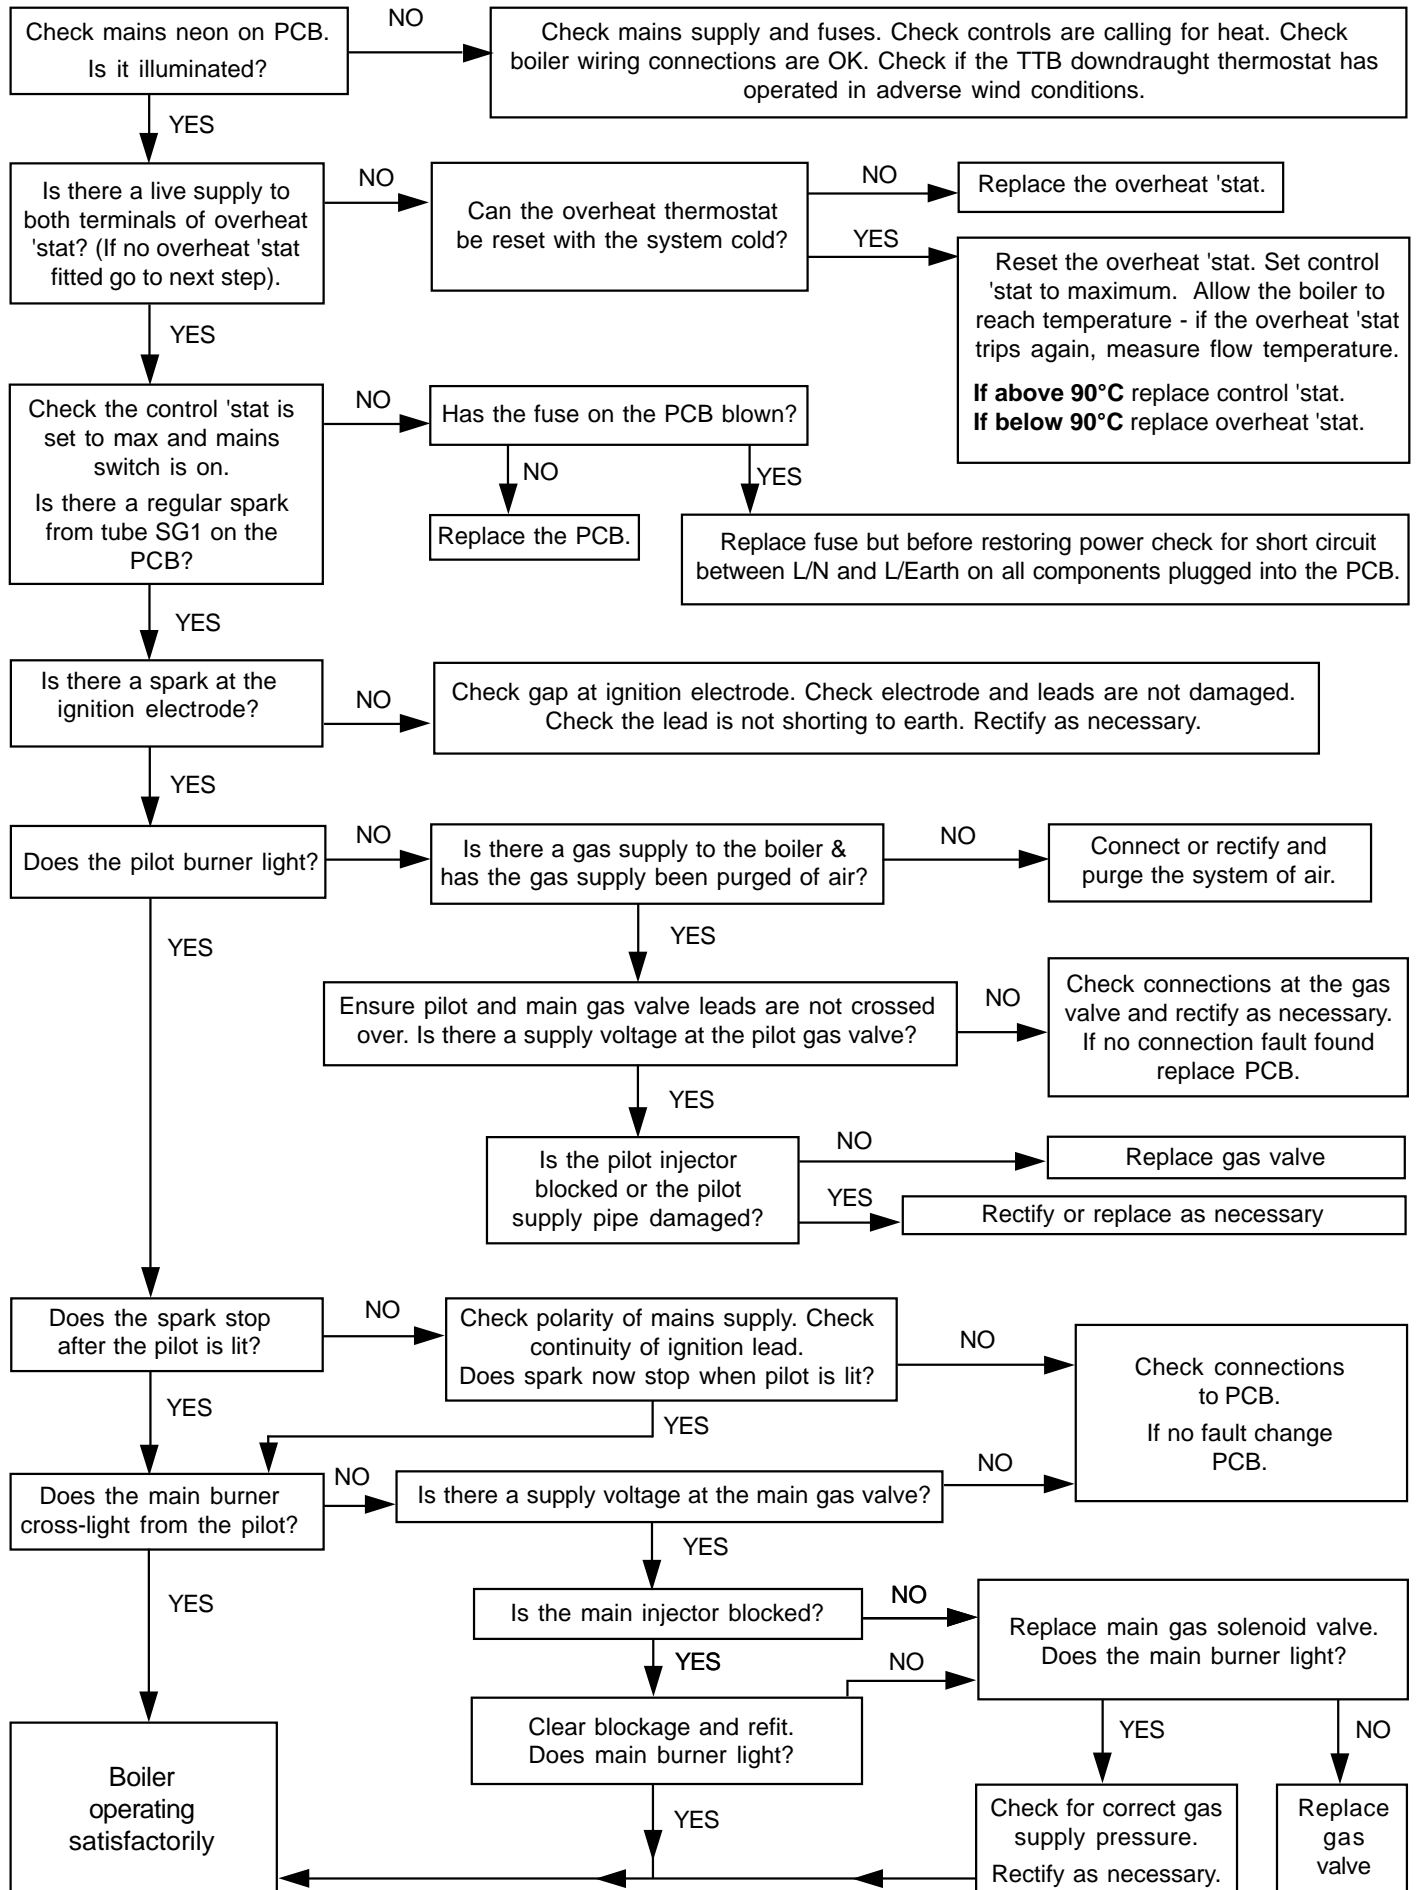 Check mains neon on PCB.
Is it illuminated?
NO
Check mains supply and fuses. Check controls are calling for heat. Check
boiler wiring connections are OK. Check if the TTB downdraught thermostat has
operated in adverse wind conditions.
YES
Is there a live supply to
both terminals of overheat
'stat? (If no overheat 'stat
fitted go to next step).
NO
Can the overheat thermostat
be reset with the system cold?
NO
Replace the overheat 'stat.
YES
Reset the overheat 'stat. Set control
'stat to maximum. Allow the boiler to
reach temperature - if the overheat 'stat
trips again, measure flow temperature.
If above 90°C replace control 'stat.
If below 90°C replace overheat 'stat.
YES
Check the control 'stat is
set to max and mains
switch is on.
Is there a regular spark
from tube SG1 on the
PCB?
NO
Has the fuse on the PCB blown?
NO
Replace the PCB.
YES
Replace fuse but before restoring power check for short circuit
between L/N and L/Earth on all components plugged into the PCB.
YES
Is there a spark at the
ignition electrode?
NO
Check gap at ignition electrode. Check electrode and leads are not damaged.
Check the lead is not shorting to earth. Rectify as necessary.
YES
Does the pilot burner light?
NO
Is there a gas supply to the boiler &
has the gas supply been purged of air?
NO
Connect or rectify and
purge the system of air.
YES
YES
Ensure pilot and main gas valve leads are not crossed
over. Is there a supply voltage at the pilot gas valve?
NO
Check connections at the gas
valve and rectify as necessary.
If no connection fault found
replace PCB.
YES
Is the pilot injector
blocked or the pilot
supply pipe damaged?
NO
Replace gas valve
YES
Rectify or replace as necessary
Does the spark stop
after the pilot is lit?
NO
Check polarity of mains supply. Check
continuity of ignition lead.
Does spark now stop when pilot is lit?
NO
Check connections
to PCB.
If no fault change
PCB.
YES
YES
Does the main burner
cross-light from the pilot?
NO
Is there a supply voltage at the main gas valve?
NO
YES
YES
Is the main injector blocked?
NO
Replace main gas solenoid valve.
Does the main burner light?
YES
NO
Clear blockage and refit.
Does main burner light?
YES
NO
Boiler
operating
satisfactorily
YES
Check for correct gas
supply pressure.
Rectify as necessary.
Replace
gas
valve